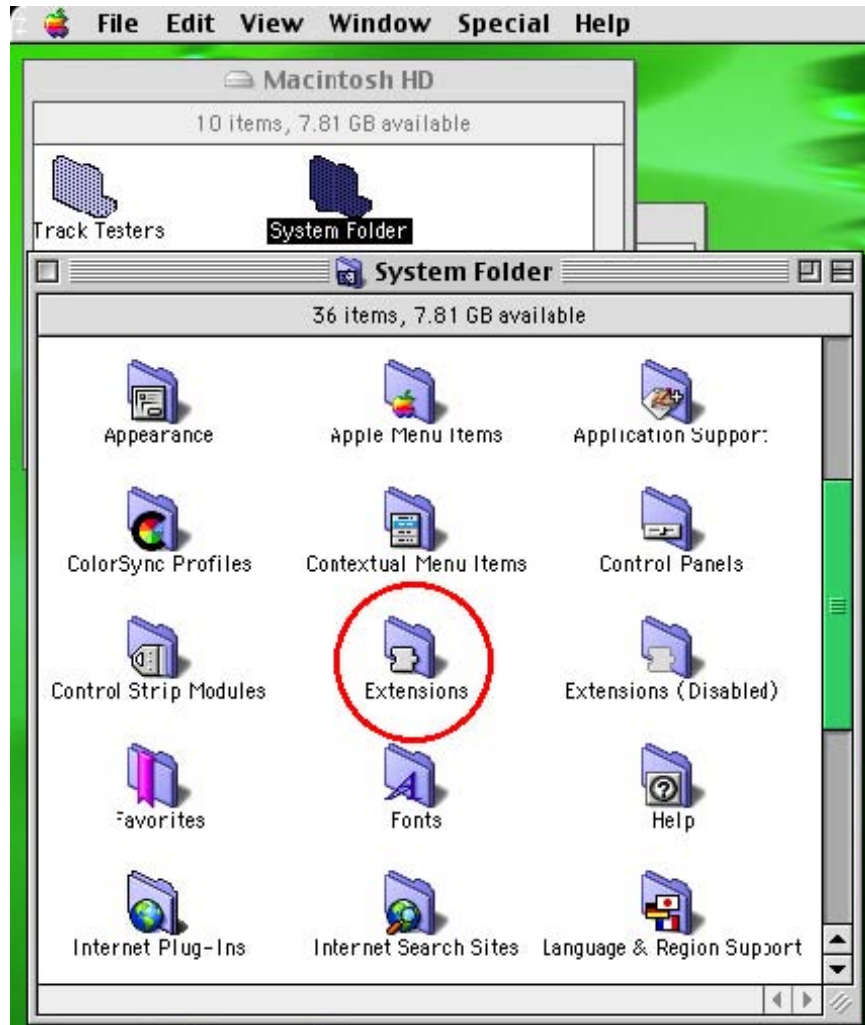 File Edit View Window Special Help
Macintosh HD
10 items, 7.81 GB available
Track Testers System Folder
System Folder
36 items, 7.81 GB available
Appearance Apple Menu Items Application Support
ColorSync Profiles Contextual Menu Items Control Panels
Control Strip Modules Extensions Extensions (Disabled)
Favorites Fonts Help
Internet Plug-Ins Internet Search Sites Language & Region Support